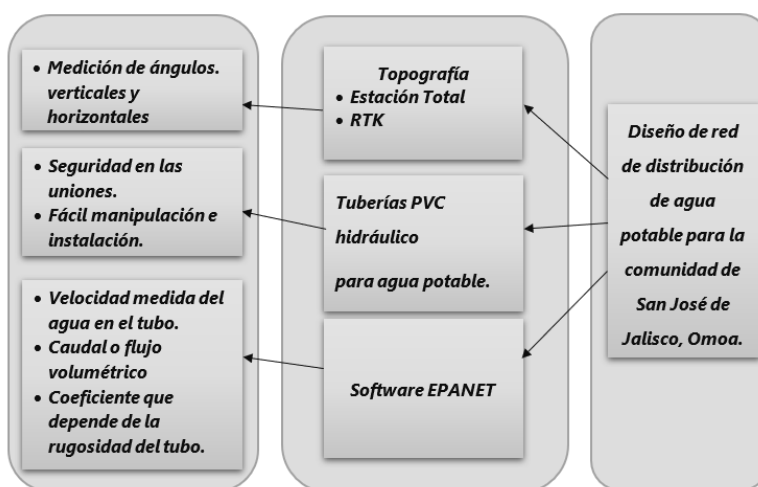 • Medición de ángulos.
verticales y
horizontales
• Seguridad en las
uniones.
• Fácil manipulación e
instalación.
• Velocidad medida del
agua en el tubo.
• Caudal o flujo
volumétrico
• Coeficiente que
depende de la
rugosidad del tubo.
Topografía
• Estación Total
• RTK
Tuberías PVC
hidráulico
para agua potable.
Software EPANET
Diseño de red
de distribución
de agua
potable para la
comunidad de
San José de
Jalisco, Omoa.